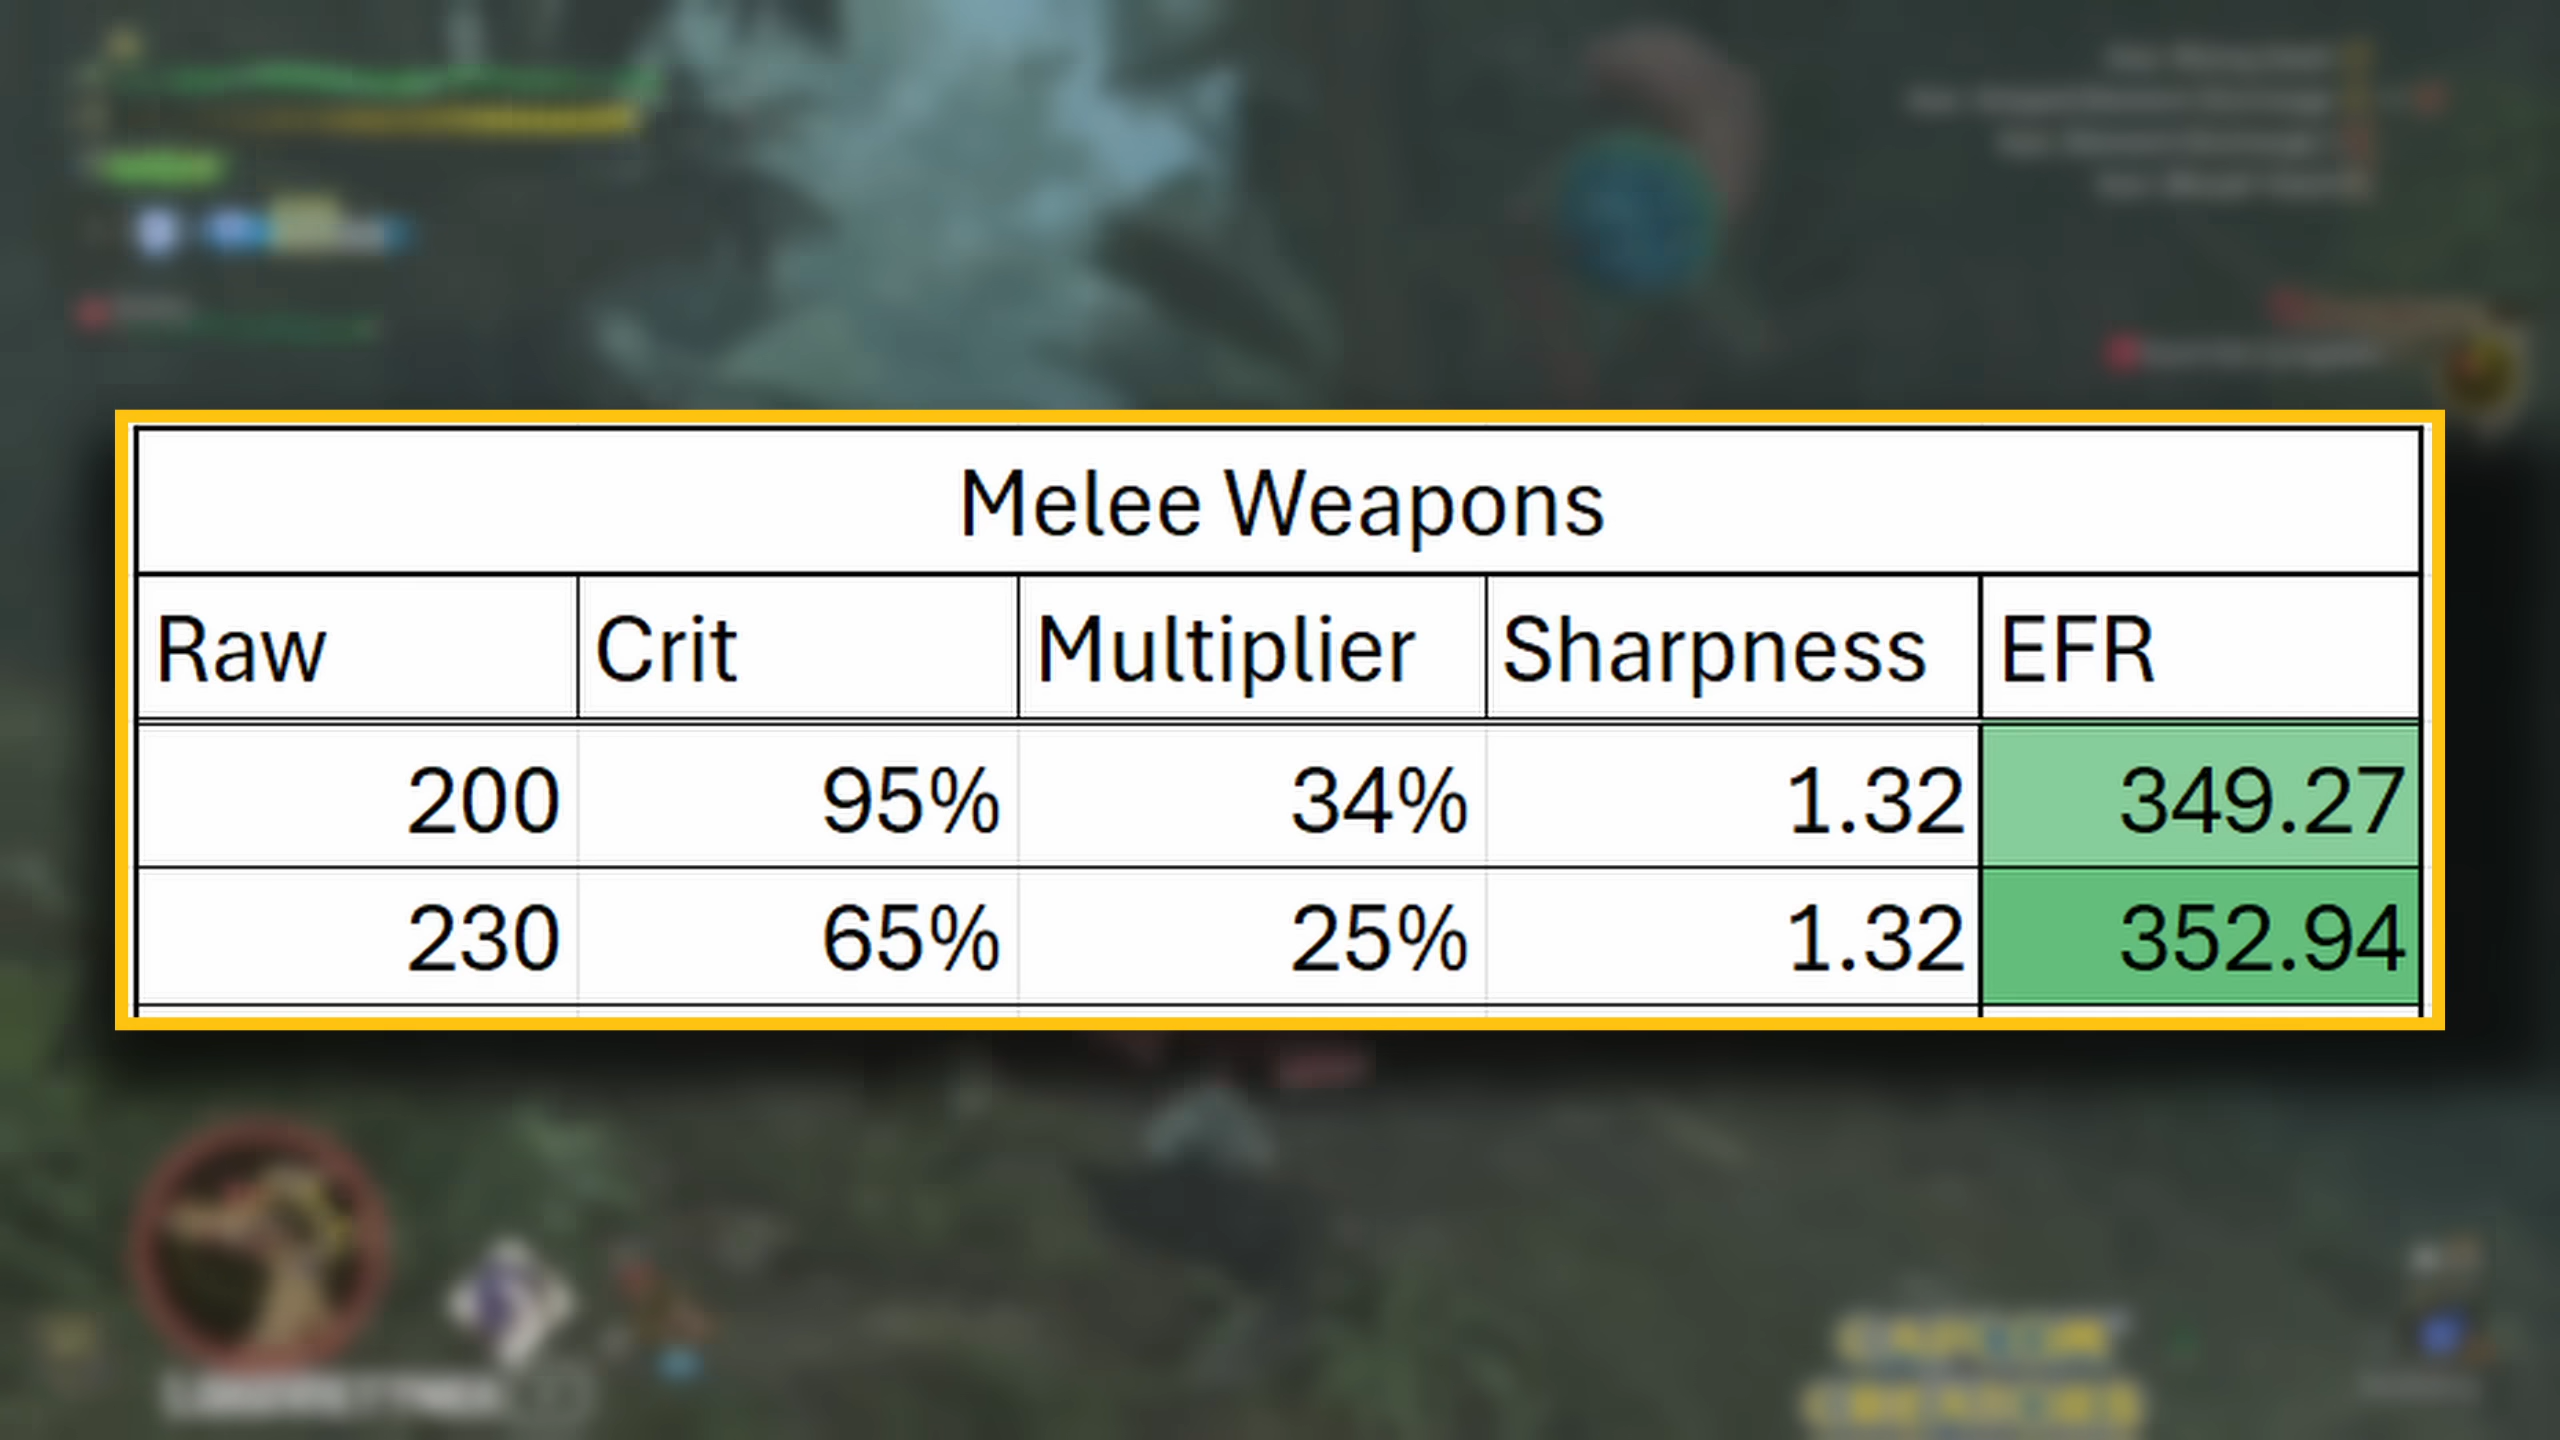 Melee Weapons
Raw Crit Multiplier Sharpness EFR
200 95% 34% 1.32 349.27
230 65% 25% 1.32 352.94